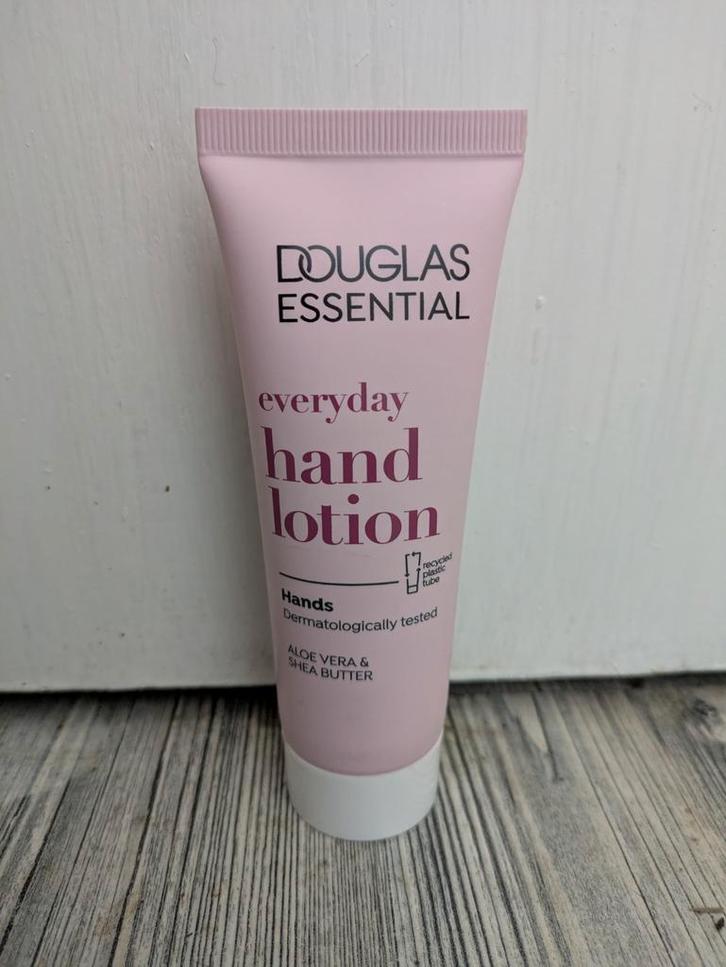 DOUGLAS
ESSENTIAL
everyday
hand
lotion
recycled
plastic
tube
Hands
Dermatologically tested
ALOE VERA &
SHEA BUTTER